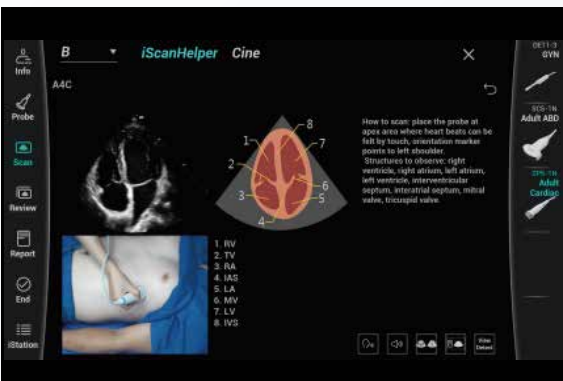 B iScanHelper Cine
A4C
Info
Probe
Scan
Review
Report
End
iStation
8
1
7
2
6
3
5
4
1. RV
2. TV
3. RA
4. IAS
5. LA
6. MV
7. LV
8. IVS
How to scan: place the probe at
apex area where heart beats can be
felt by touch, orientation marker
points to left shoulder.
Structures to observe: right
ventricle, right atrium, left atrium,
left ventricle, interventricular
septum, interatrial septum, mitral
valve, tricuspid valve.
GYN
Adult ABD
Adult
Cardiac